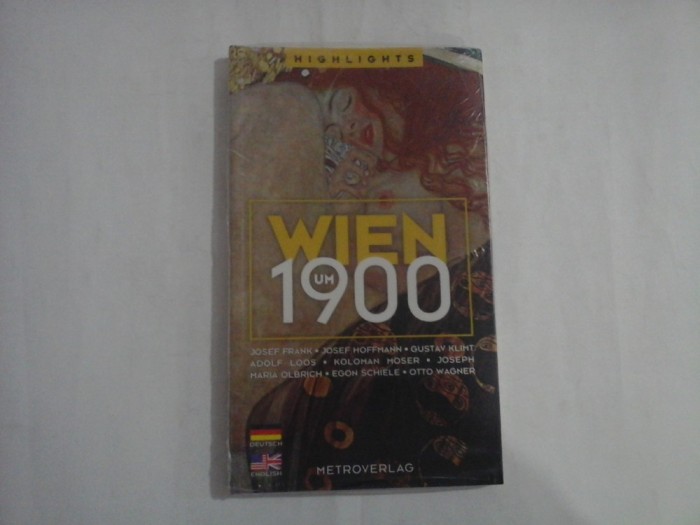 HIGHLIGHTS
WIEN
UM
1900
JOSEF FRANK • JOSEF HOFFMANN • GUSTAV KLIMT
ADOLF LOOS • KOLOMAN MOSER • JOSEPH
MARIA OLBRICH • EGON SCHIELE • OTTO WAGNER
DEUTSCH
ENGLISH
METROVERLAG